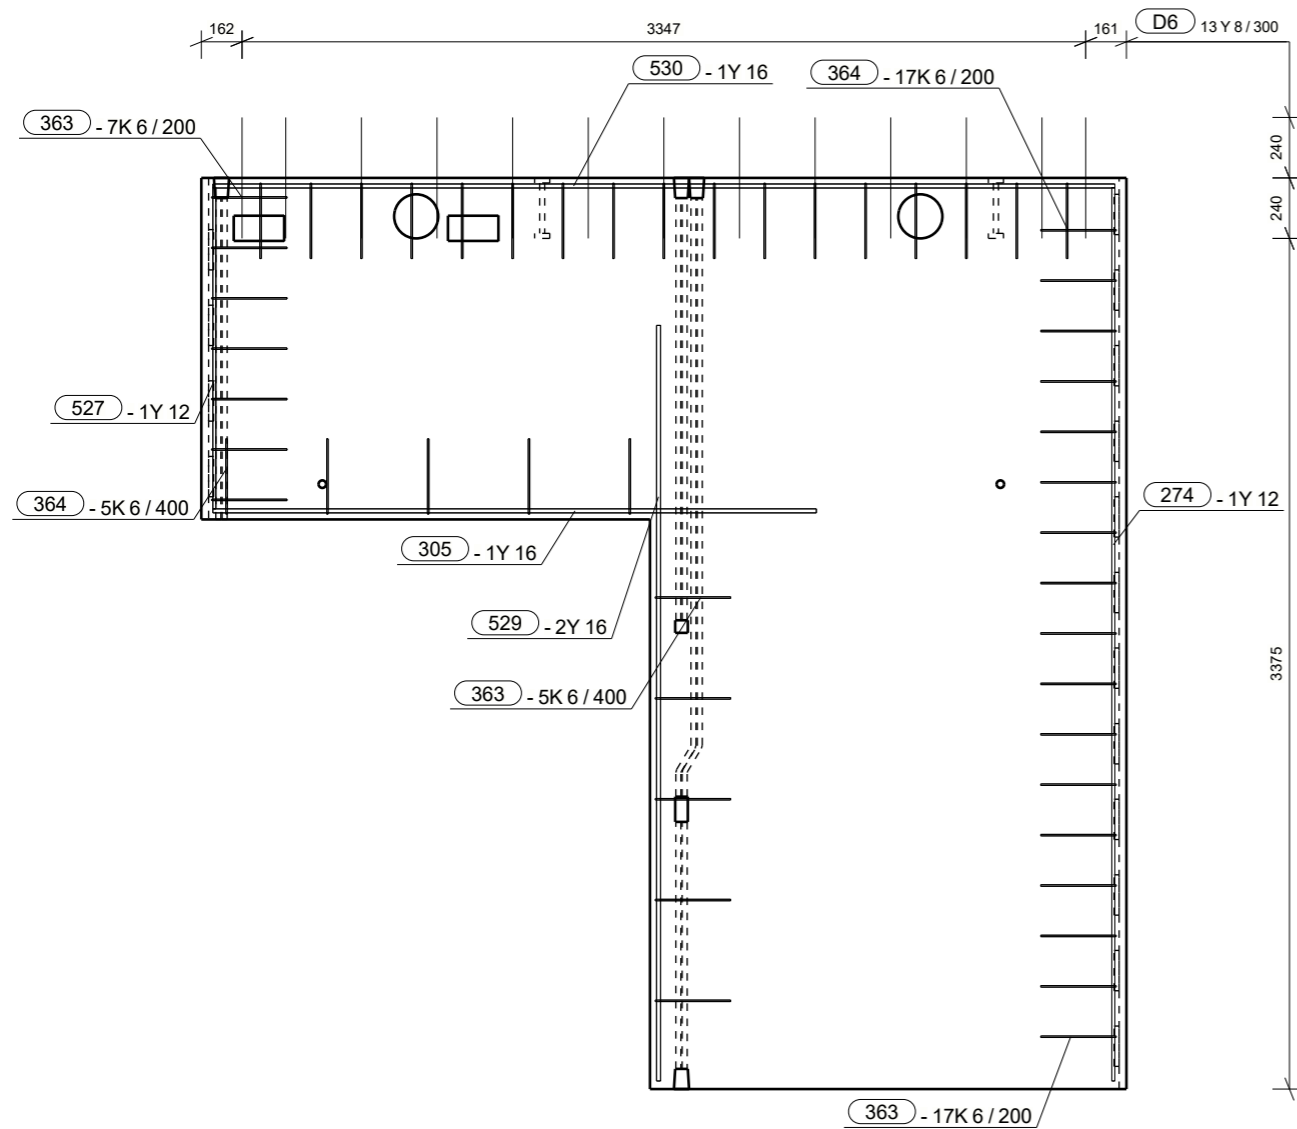 162
3347
161
D6 13 Y 8 / 300
530 - 1Y 16
364 - 17K 6 / 200
363 - 7K 6 / 200
240
240
527 - 1Y 12
364 - 5K 6 / 400
274 - 1Y 12
305 - 1Y 16
529 - 2Y 16
363 - 5K 6 / 400
3375
363 - 17K 6 / 200